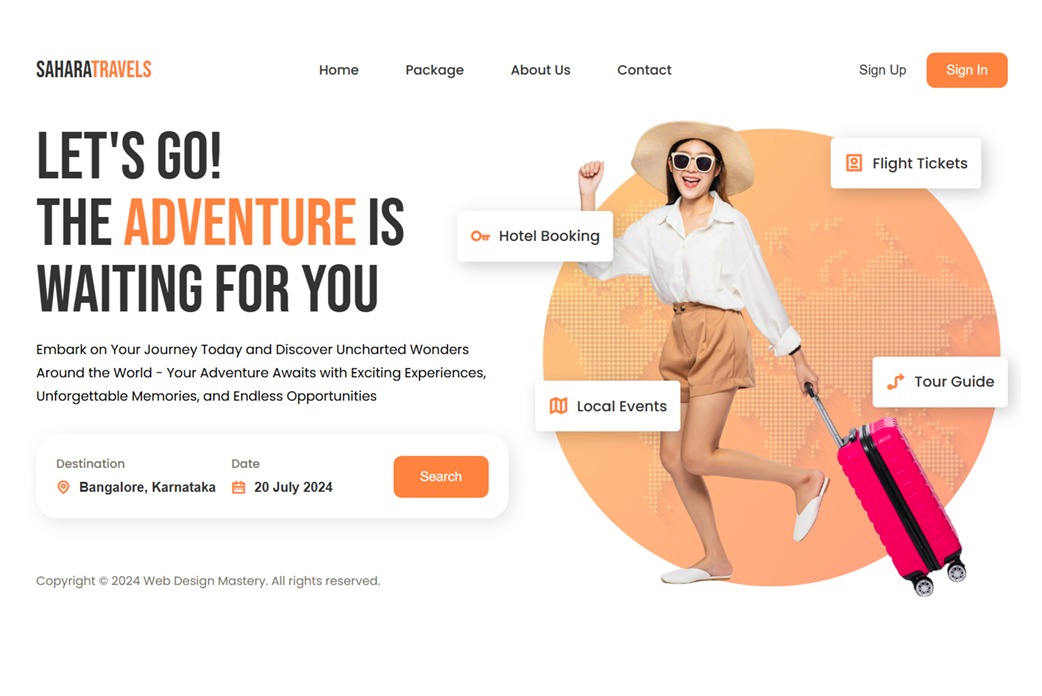 SAHARATRAVELS
Home
Package
About Us
Contact
Sign Up
Sign In
LET'S GO!
THE ADVENTURE IS
WAITING FOR YOU
Embark on Your Journey Today and Discover Uncharted Wonders
Around the World - Your Adventure Awaits with Exciting Experiences,
Unforgettable Memories, and Endless Opportunities
Destination
Bangalore, Karnataka
Date
20 July 2024
Search
Copyright © 2024 Web Design Mastery. All rights reserved.
Flight Tickets
Hotel Booking
Tour Guide
Local Events